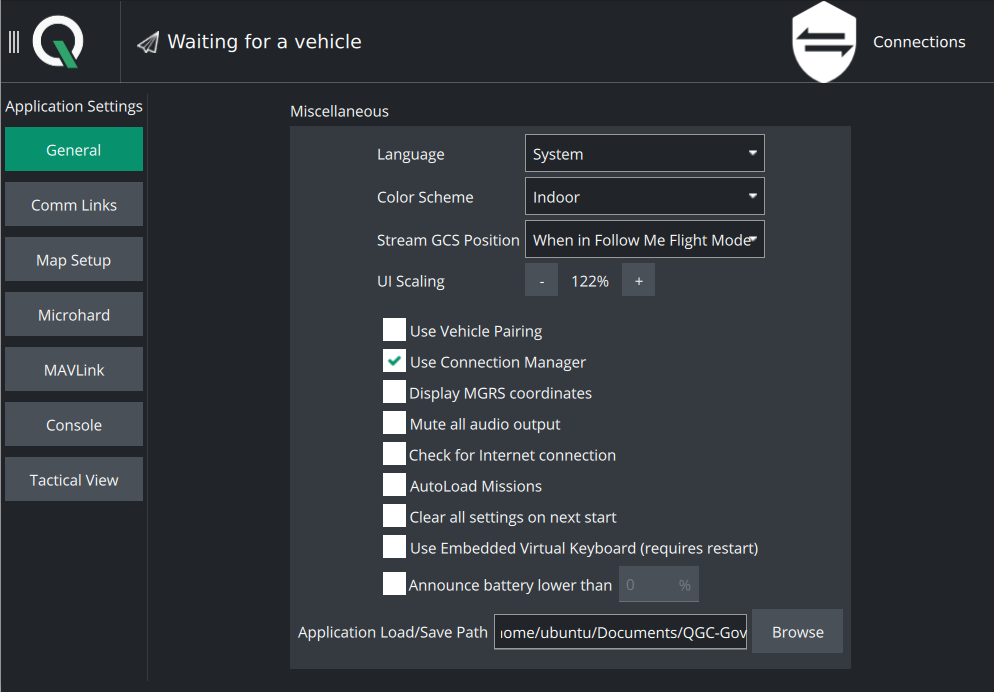 Waiting for a vehicle
Connections
Application Settings
General
Comm Links
Map Setup
Microhard
MAVLink
Console
Tactical View
Miscellaneous
Language System
Color Scheme Indoor
Stream GCS Position When in Follow Me Flight Mode
UI Scaling - 122% +
Use Vehicle Pairing
Use Connection Manager
Display MGRS coordinates
Mute all audio output
Check for Internet connection
AutoLoad Missions
Clear all settings on next start
Use Embedded Virtual Keyboard (requires restart)
Announce battery lower than 0 %
Application Load/Save Path ome/ubuntu/Documents/QGC-Gov Browse